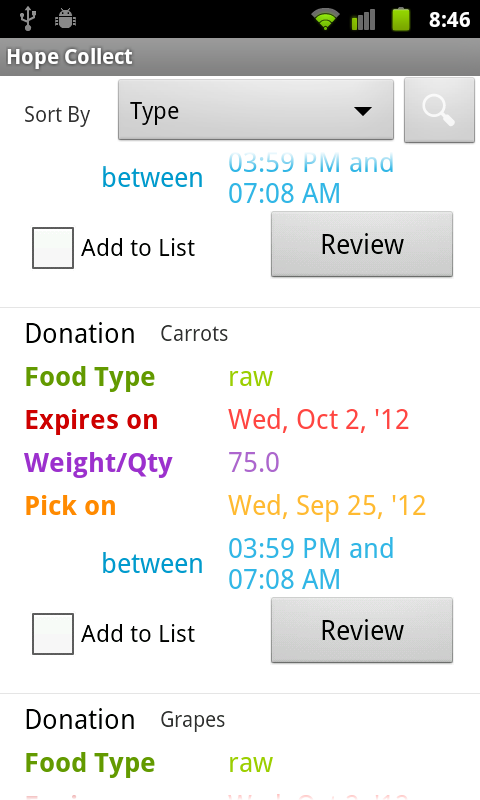 8:46
Hope Collect
Sort By Type
between 03:59 PM and
07:08 AM
Add to List Review
Donation Carrots
Food Type raw
Expires on Wed, Oct 2, '12
Weight/Qty 75.0
Pick on Wed, Sep 25, '12
between 03:59 PM and
07:08 AM
Add to List Review
Donation Grapes
Food Type raw